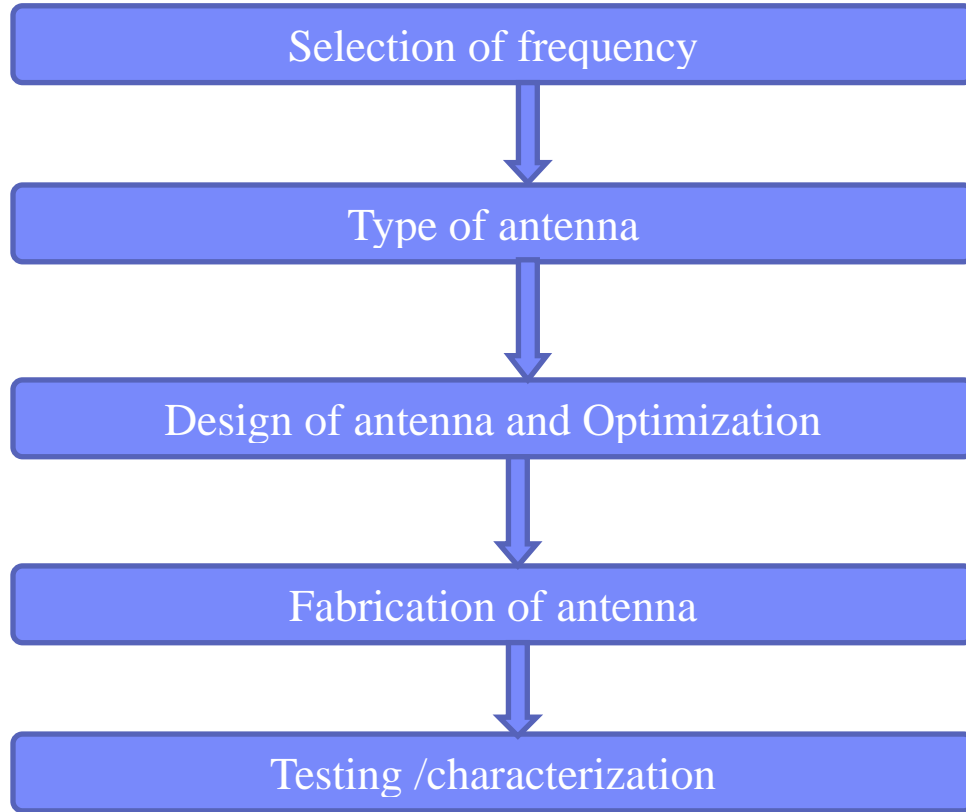 Selection of frequency
Type of antenna
Design of antenna and Optimization
Fabrication of antenna
Testing /characterization